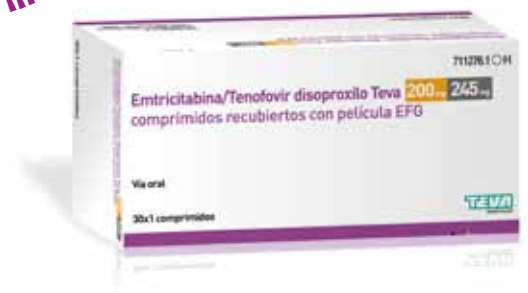 711278.1 O H
Emtricitabina/Tenofovir disoproxilo Teva 200 mg 245 mg
comprimidos recubiertos con película EFG
Vía oral
30x1 comprimidos
TEVA